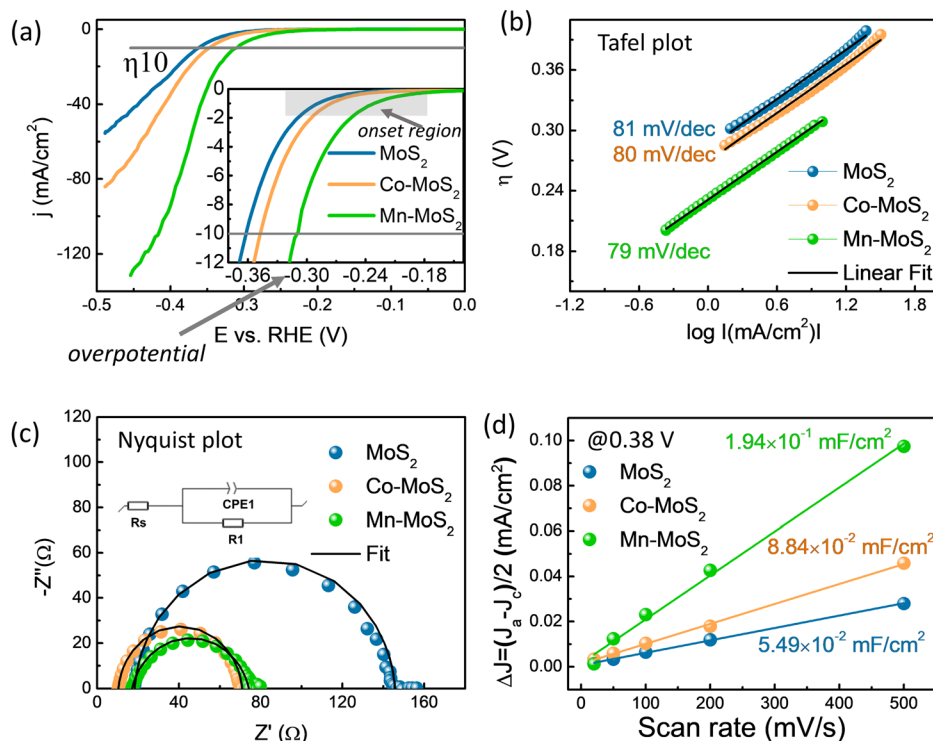 (a)
0
-40
-80
-120
j (mA/cm²)
η10
0
-2
-4
-6
-8
-10
-12
onset region
MoS₂
Co-MoS₂
Mn-MoS₂
-0.36
-0.30
-0.24
-0.18
-0.5
-0.4
-0.3
-0.2
-0.1
0.0
E vs. RHE (V)
overpotential
(b)
Tafel plot
0.36
0.30
0.24
0.18
η (V)
81 mV/dec
80 mV/dec
79 mV/dec
MoS₂
Co-MoS₂
Mn-MoS₂
Linear Fit
-1.2
-0.6
0.0
0.6
1.2
1.8
log I(mA/cm²)I
(c)
Nyquist plot
120
100
80
60
40
20
0
-Z''(Ω)
MoS₂
Co-MoS₂
Mn-MoS₂
Fit
Rs
CPE1
R1
0
40
80
120
160
Z' (Ω)
(d)
@0.38 V
0.10
0.08
0.06
0.04
0.02
0.00
ΔJ=(Jₐ-J꜀)/2 (mA/cm²)
MoS₂
Co-MoS₂
Mn-MoS₂
1.94×10⁻¹ mF/cm²
8.84×10⁻² mF/cm²
5.49×10⁻² mF/cm²
0
100
200
300
400
500
Scan rate (mV/s)